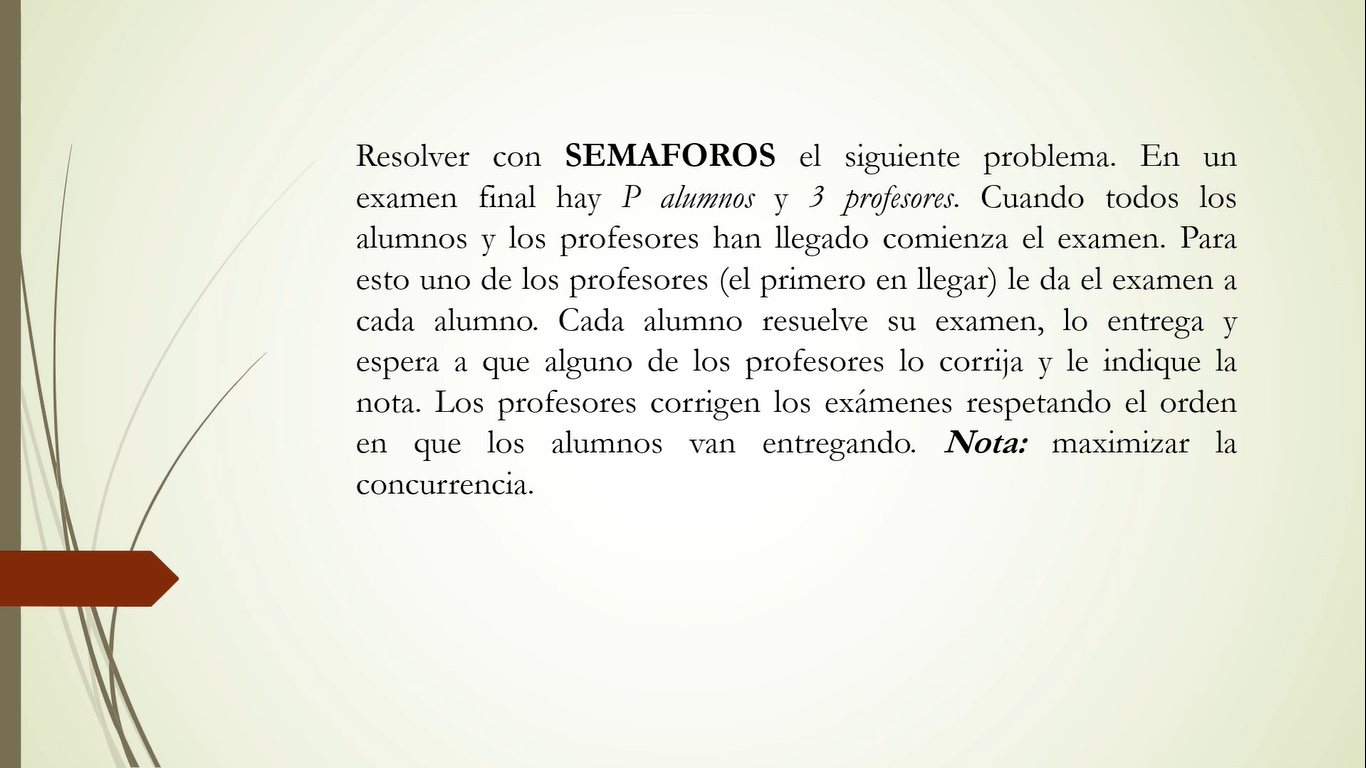 Resolver con SEMAFOROS el siguiente problema. En un
examen final hay P alumnos y 3 profesores. Cuando todos los
alumnos y los profesores han llegado comienza el examen. Para
esto uno de los profesores (el primero en llegar) le da el examen a
cada alumno. Cada alumno resuelve su examen, lo entrega y
espera a que alguno de los profesores lo corrija y le indique la
nota. Los profesores corrigen los exámenes respetando el orden
en que los alumnos van entregando. Nota: maximizar la
concurrencia.